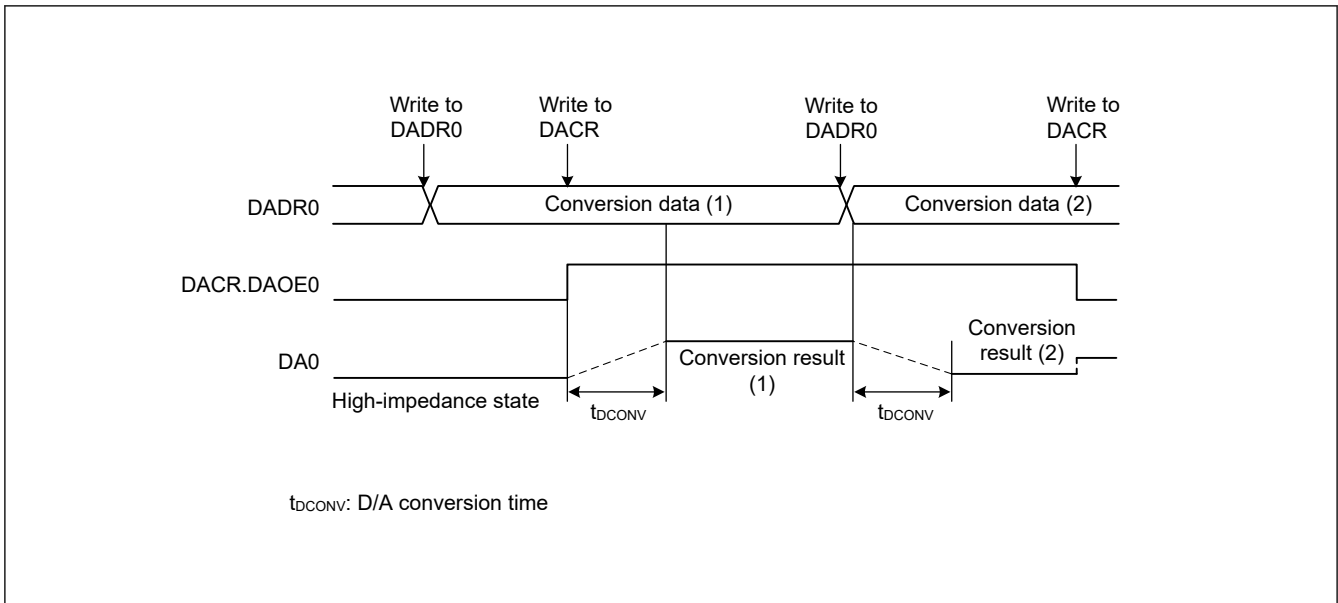 Write to
DADR0
Write to
DACR
Write to
DADR0
Write to
DACR
DADR0
Conversion data (1)
Conversion data (2)
DACR.DAOE0
DA0
High-impedance state
Conversion result
(1)
Conversion
result (2)
tDCONV
tDCONV
tDCONV: D/A conversion time